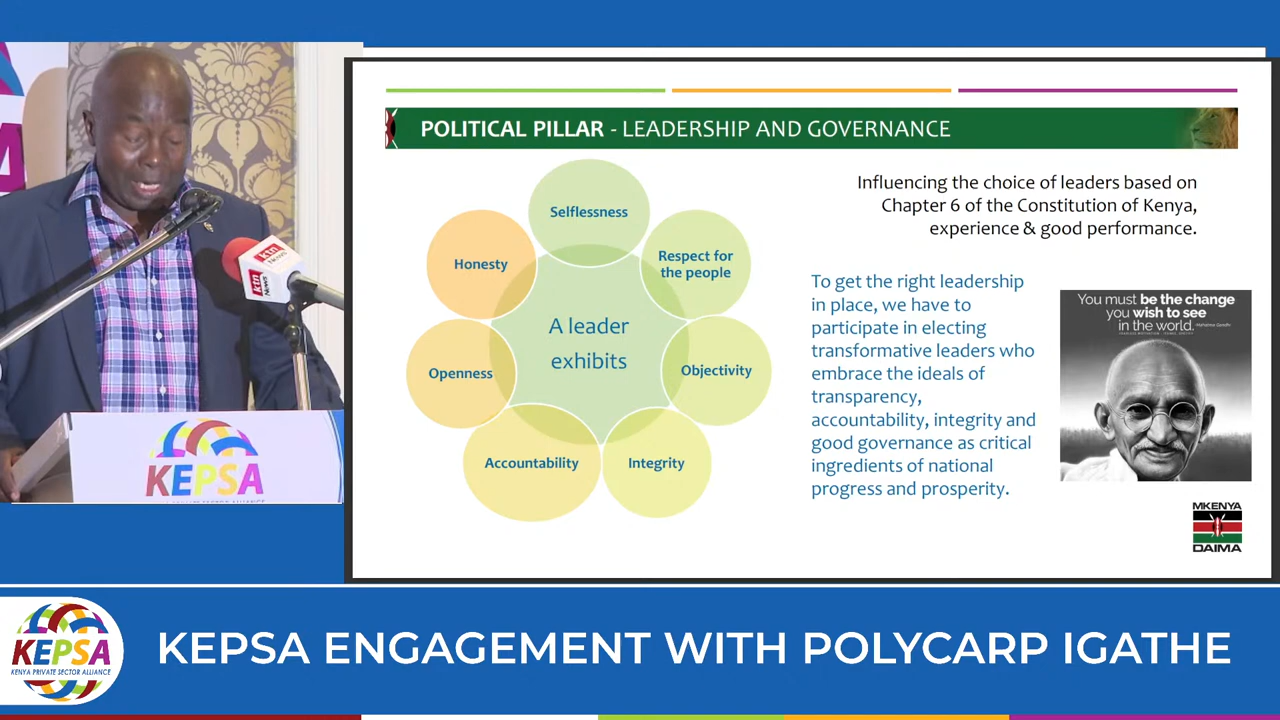 POLITICAL PILLAR - LEADERSHIP AND GOVERNANCE
Selflessness
Honesty
Respect for
the people
A leader
exhibits
Openness
Objectivity
Accountability
Integrity
Influencing the choice of leaders based on
Chapter 6 of the Constitution of Kenya,
experience & good performance.
To get the right leadership
in place, we have to
participate in electing
transformative leaders who
embrace the ideals of
transparency,
accountability, integrity and
good governance as critical
ingredients of national
progress and prosperity.
You must be the change
you wish to see
in the world.
MKENYA
DAIMA
ktn
News
ktn
News
KEPSA
KEPSA
KENYA PRIVATE SECTOR ALLIANCE
KEPSA ENGAGEMENT WITH POLYCARP IGATHE